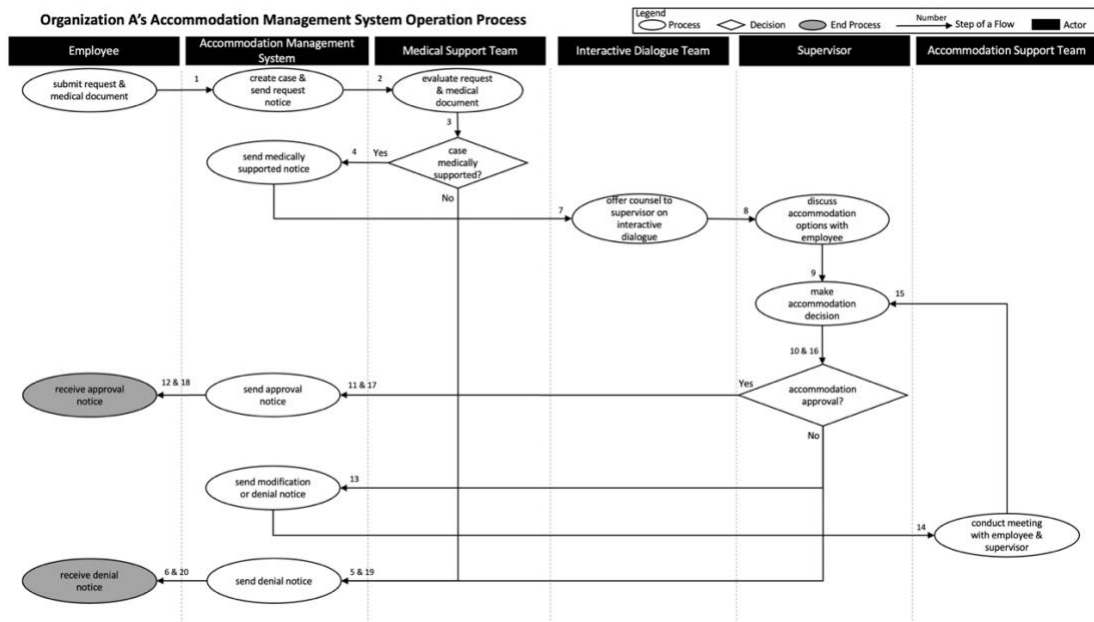 Organization A's Accommodation Management System Operation Process
Legend
Process
Decision
End Process
Number
Step of a Flow
Actor
Employee
Accommodation Management
System
Medical Support Team
Interactive Dialogue Team
Supervisor
Accommodation Support Team
submit request &
medical document
1
create case &
send request
notice
2
evaluate request
& medical
document
3
send medically
supported notice
4
Yes
case
medically
supported?
No
7
offer counsel to
supervisor on
interactive
dialogue
8
discuss
accommodation
options with
employee
9
make
accommodation
decision
15
10 & 16
receive approval
notice
12 & 18
send approval
notice
11 & 17
Yes
accommodation
approval?
No
send modification
or denial notice
13
14
conduct meeting
with employee &
supervisor
receive denial
notice
6 & 20
send denial notice
5 & 19